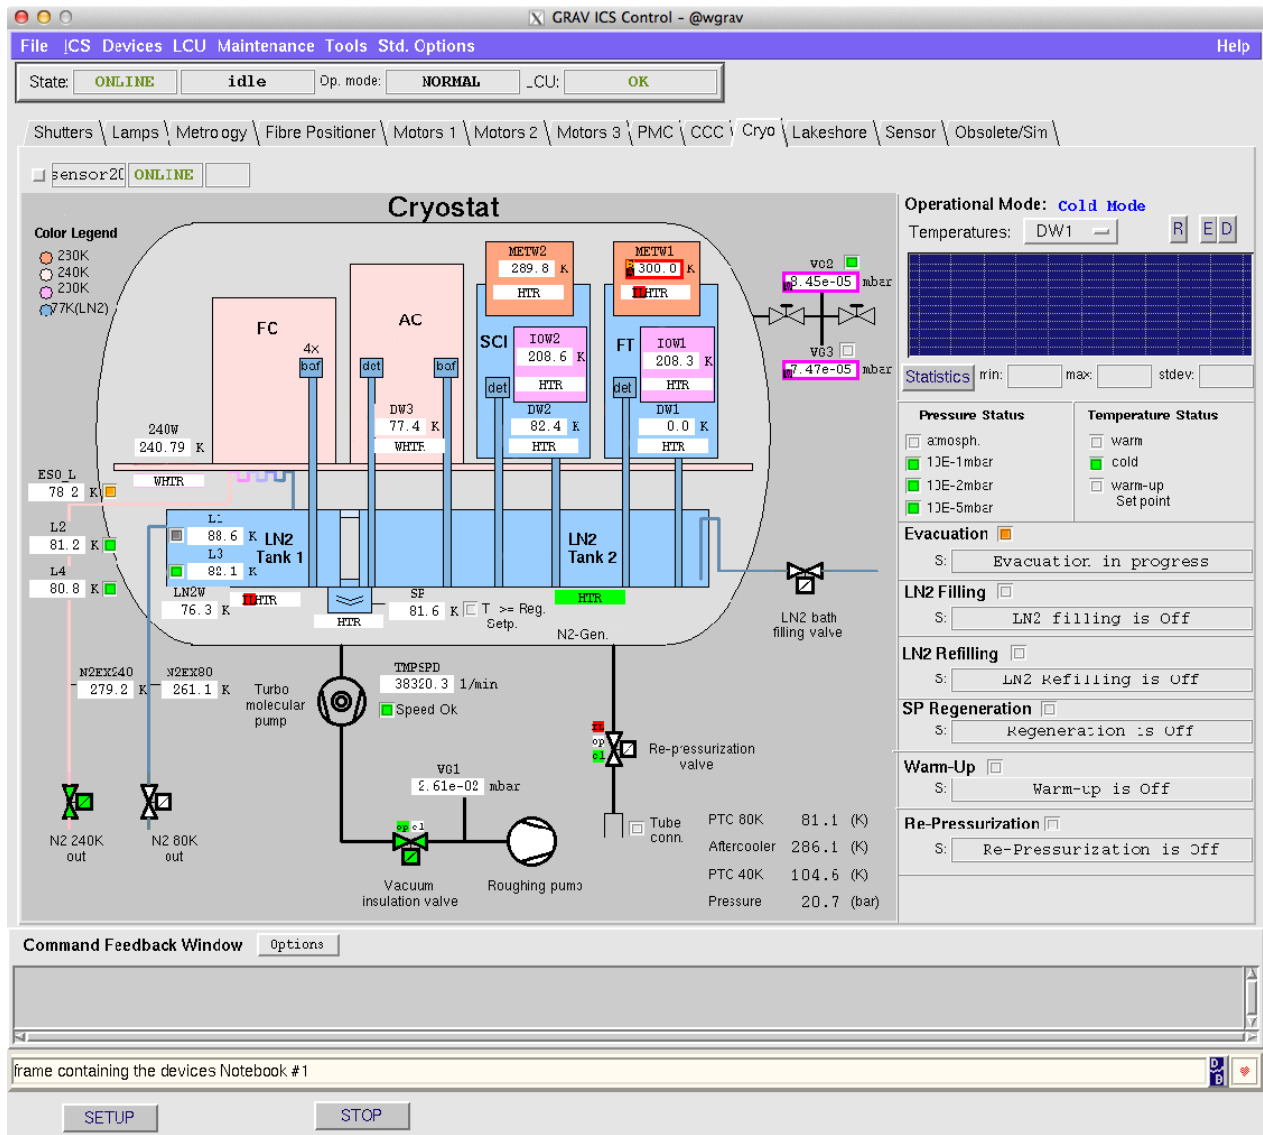 GRAV ICS Control - @wgrav
File ICS Devices LCU Maintenance Tools Std. Options Help
State: ONLINE idle Op. mode: NORMAL _CU: OK
Shutters Lamps Metrology Fibre Positioner Motors 1 Motors 2 Motors 3 PMC CCC Cryo Lakeshore Sensor Obsolete/Sim
sensor20 ONLINE
Cryostat
Color Legend
230K
240K
230K
77K(LN2)
FC
4x
baf
AC
det
baf
METW2
289.8 K
HTR
SCI
IOW2
208.6 K
HTR
det
DW2
82.4 K
HTR
METW1
300.0 K
HTR
FT
IOW1
208.3 K
HTR
det
DW1
0.0 K
HTR
DW3
77.4 K
WHTR
240W
240.79 K
WHTR
ESO_L
78 2 K
L2
81.2 K
L4
80.8 K
L1
88.6 K
L3
82.1 K
LN2
Tank 1
LN2
Tank 2
LN2W
76.3 K
HTR
HTR
SP
81.6 K
T >= Reg.
Setp.
HTR
N2-Gen.
VG2
8.45e-05 mbar
VG3
7.47e-05 mbar
LN2 bath
filling valve
N2EX240
279.2 K
N2EX80
261.1 K
Turbo
molecular
pump
TMPSPD
38320.3 1/min
Speed Ok
op
cl
Re-pressurization
valve
VG1
2.61e-02 mbar
op cl
N2 240K
out
N2 80K
out
Vacuum
insulation valve
Roughing pump
Tube
conn.
PTC 80K 81.1 (K)
Aftercooler 286.1 (K)
PTC 40K 104.6 (K)
Pressure 20.7 (bar)
Operational Mode: Cold Mode
Temperatures: DW1 R E D
Statistics min: max: stdev:
Pressure Status
atmosph.
10E-1mbar
10E-2mbar
10E-5mbar
Temperature Status
warm
cold
warm-up
Set point
Evacuation
S: Evacuation in progress
LN2 Filling
S: LN2 filling is Off
LN2 Refilling
S: LN2 Refilling is Off
SP Regeneration
S: Regeneration is Off
Warm-Up
S: Warm-up is Off
Re-Pressurization
S: Re-Pressurization is Off
Command Feedback Window Options
frame containing the devices Notebook #1
D
B
SETUP STOP